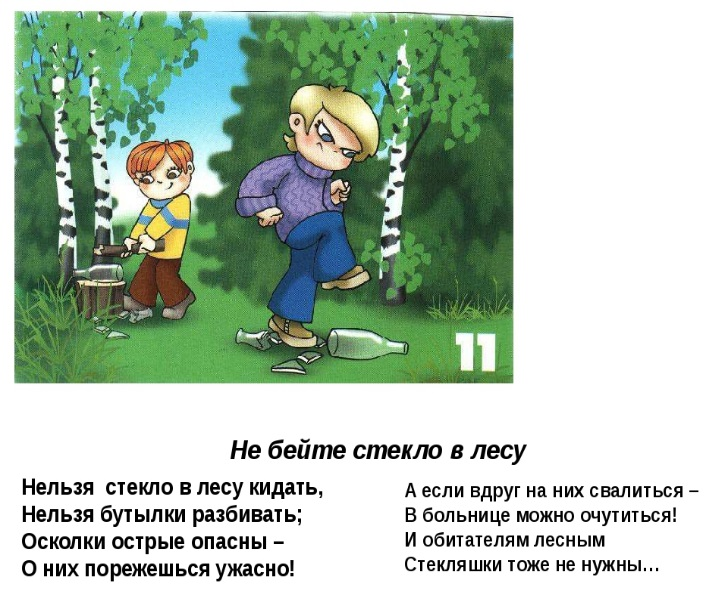 11
Не бейте стекло в лесу
Нельзя стекло в лесу кидать,
Нельзя бутылки разбивать;
Осколки острые опасны –
О них порежешься ужасно!
А если вдруг на них свалиться –
В больнице можно очутиться!
И обитателям лесным
Стекляшки тоже не нужны...